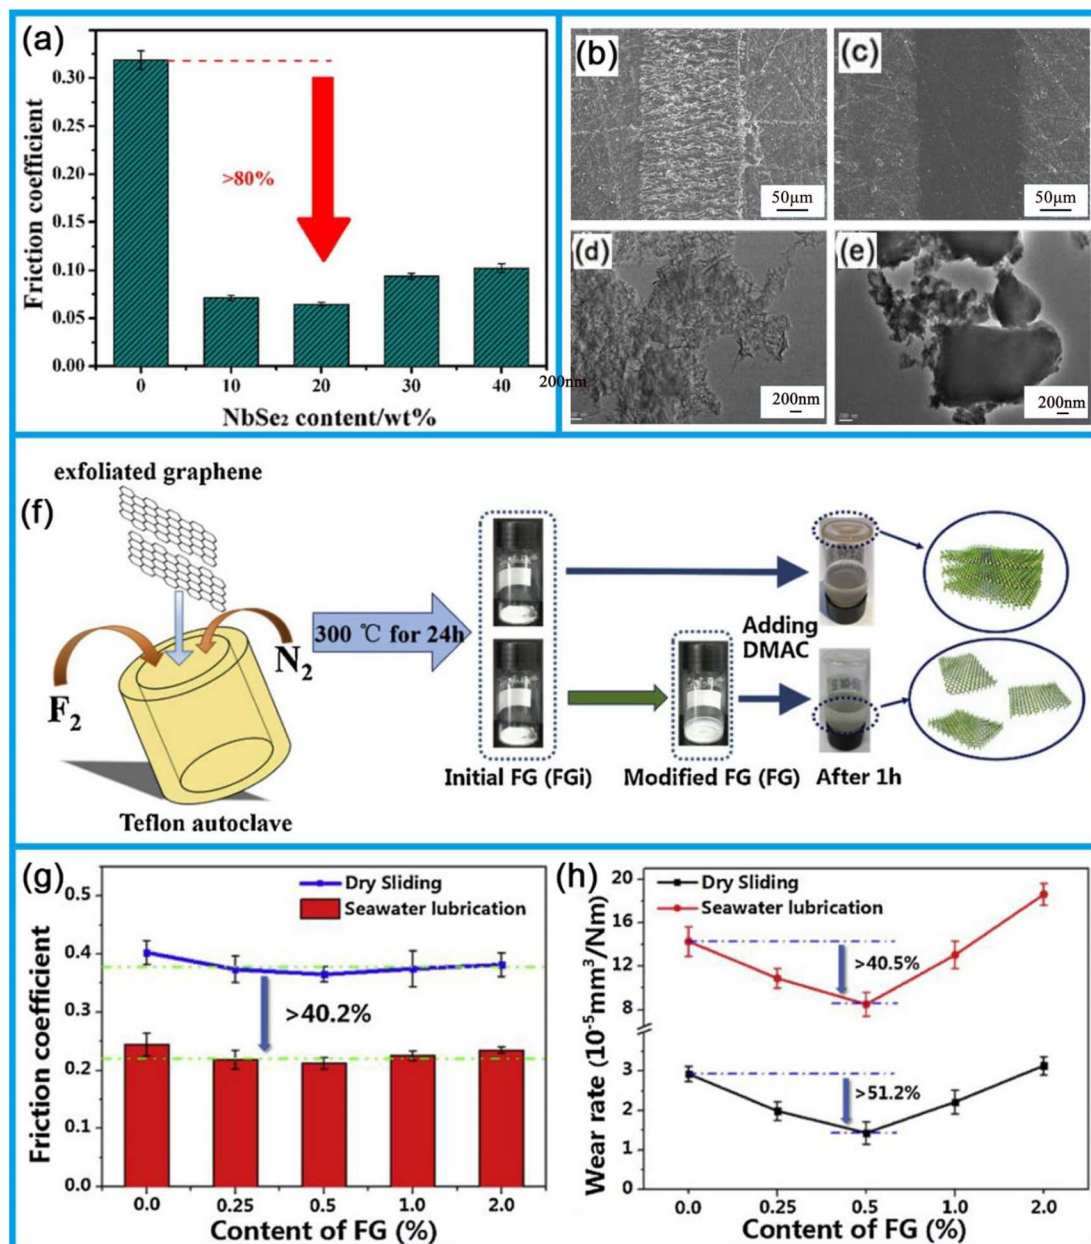 (a)
0.30
0.25
0.20
0.15
0.10
0.05
0.00
Friction coefficient
>80%
0
10
20
30
40
NbSe2 content/wt%
(b)
50μm
(c)
50μm
(d)
200nm
200nm
(e)
200nm
(f)
exfoliated graphene
F2
N2
Teflon autoclave
300 ℃ for 24h
Initial FG (FGi)
Modified FG (FG)
Adding
DMAC
After 1h
(g)
Dry Sliding
Seawater lubrication
0.5
0.4
0.3
0.2
0.1
0.0
Friction coefficient
>40.2%
0.0
0.25
0.5
1.0
2.0
Content of FG (%)
(h)
Dry Sliding
Seawater lubrication
20
16
12
8
3
2
1
Wear rate (10-5mm3/Nm)
>40.5%
>51.2%
0.0
0.25
0.5
1.0
2.0
Content of FG (%)